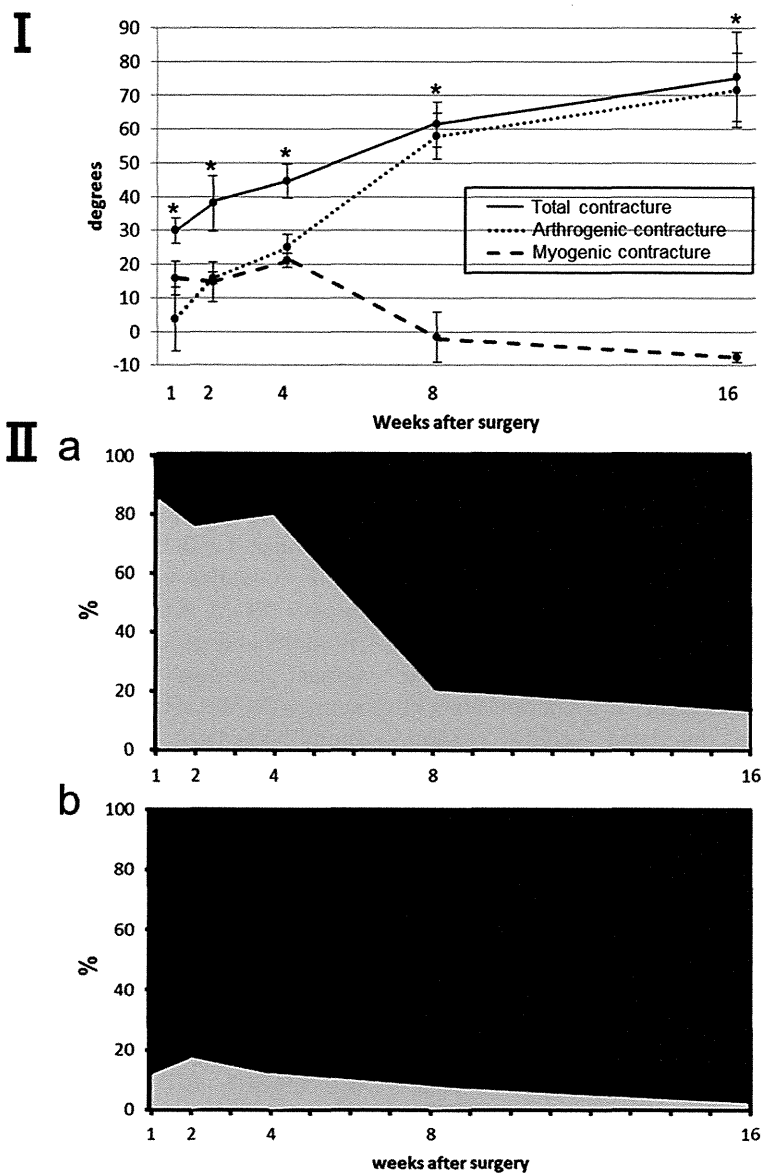 I
90
80
70
60
50
40
30
20
10
0
-10
degrees
*
*
*
*
*
Total contracture
Arthrogenic contracture
Myogenic contracture
1 2 4 8 16
Weeks after surgery
II a
100
80
60
40
20
0
%
1 2 4 8 16
b
100
80
60
40
20
0
%
1 2 4 8 16
weeks after surgery